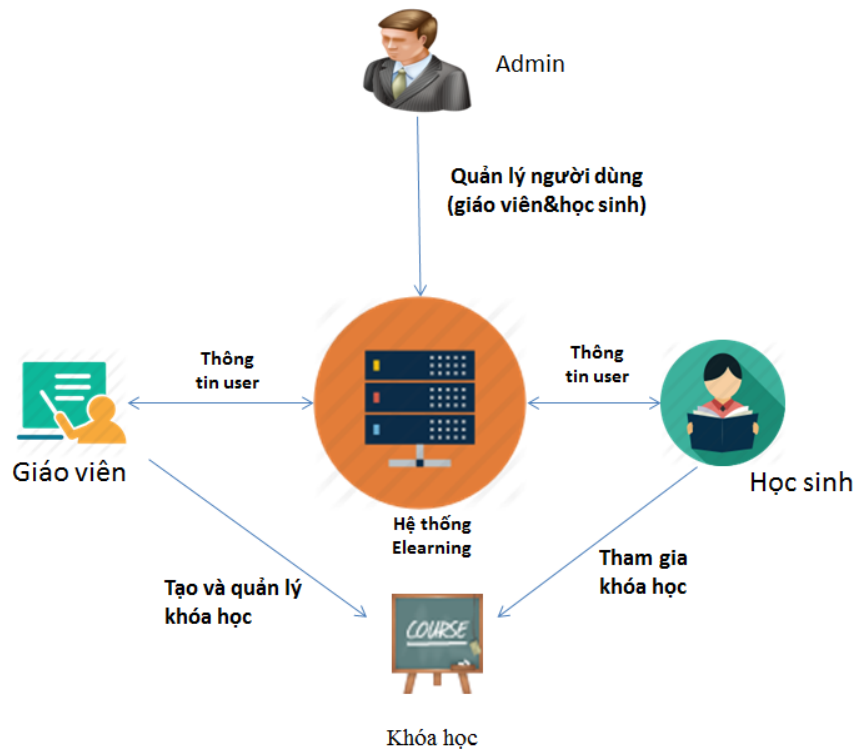 Admin
Quản lý người dùng
(giáo viên&học sinh)
Thông
tin user
Thông
tin user
Giáo viên
Học sinh
Hệ thống
Elearning
Tạo và quản lý
khóa học
Tham gia
khóa học
COURSE
Khóa học